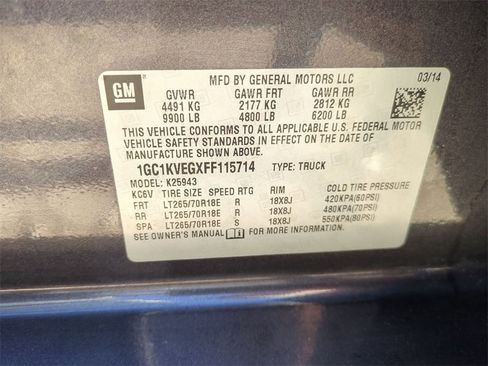 GM
MFD BY GENERAL MOTORS LLC 03/14
GVWR GAWR FRT GAWR RR
4491 KG 2177 KG 2812 KG
9900 LB 4800 LB 6200 LB
THIS VEHICLE CONFORMS TO ALL APPLICABLE U.S. FEDERAL MOTOR
VEHICLE SAFETY STANDARDS IN EFFECT ON THE DATE OF
MANUFACTURE SHOWN ABOVE.
1GC1KVEGXFF115714 TYPE: TRUCK
MODEL: K25943
KC6V TIRE SIZE SPEED RTG RIM COLD TIRE PRESSURE
FRT LT265/70R18E R 18X8J 420KPA(60PSI)
RR LT265/70R18E R 18X8J 480KPA(70PSI)
SPA LT265/70R18E S 18X8J 550KPA(80PSI)
SEE OWNER'S MANUAL FOR MORE INFORMATION